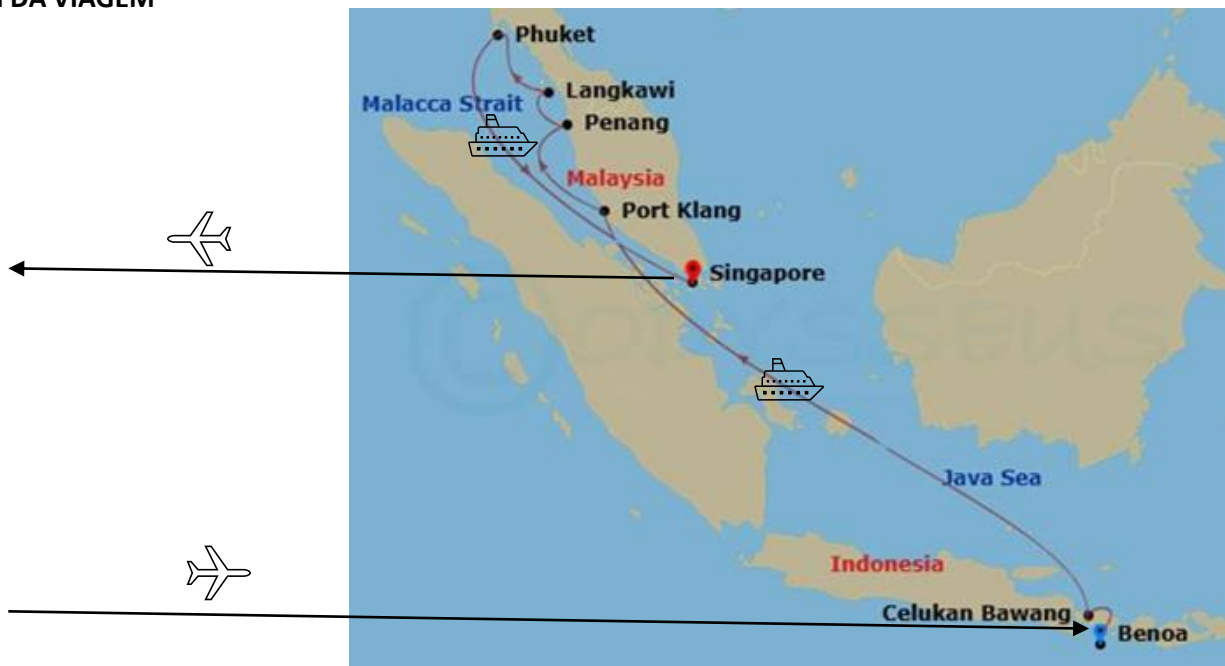 DA VIAGEM
Phuket
Langkawi
Malacca Strait
Penang
Malaysia
Port Klang
Singapore
Java Sea
Indonesia
Celukan Bawang
Benoa